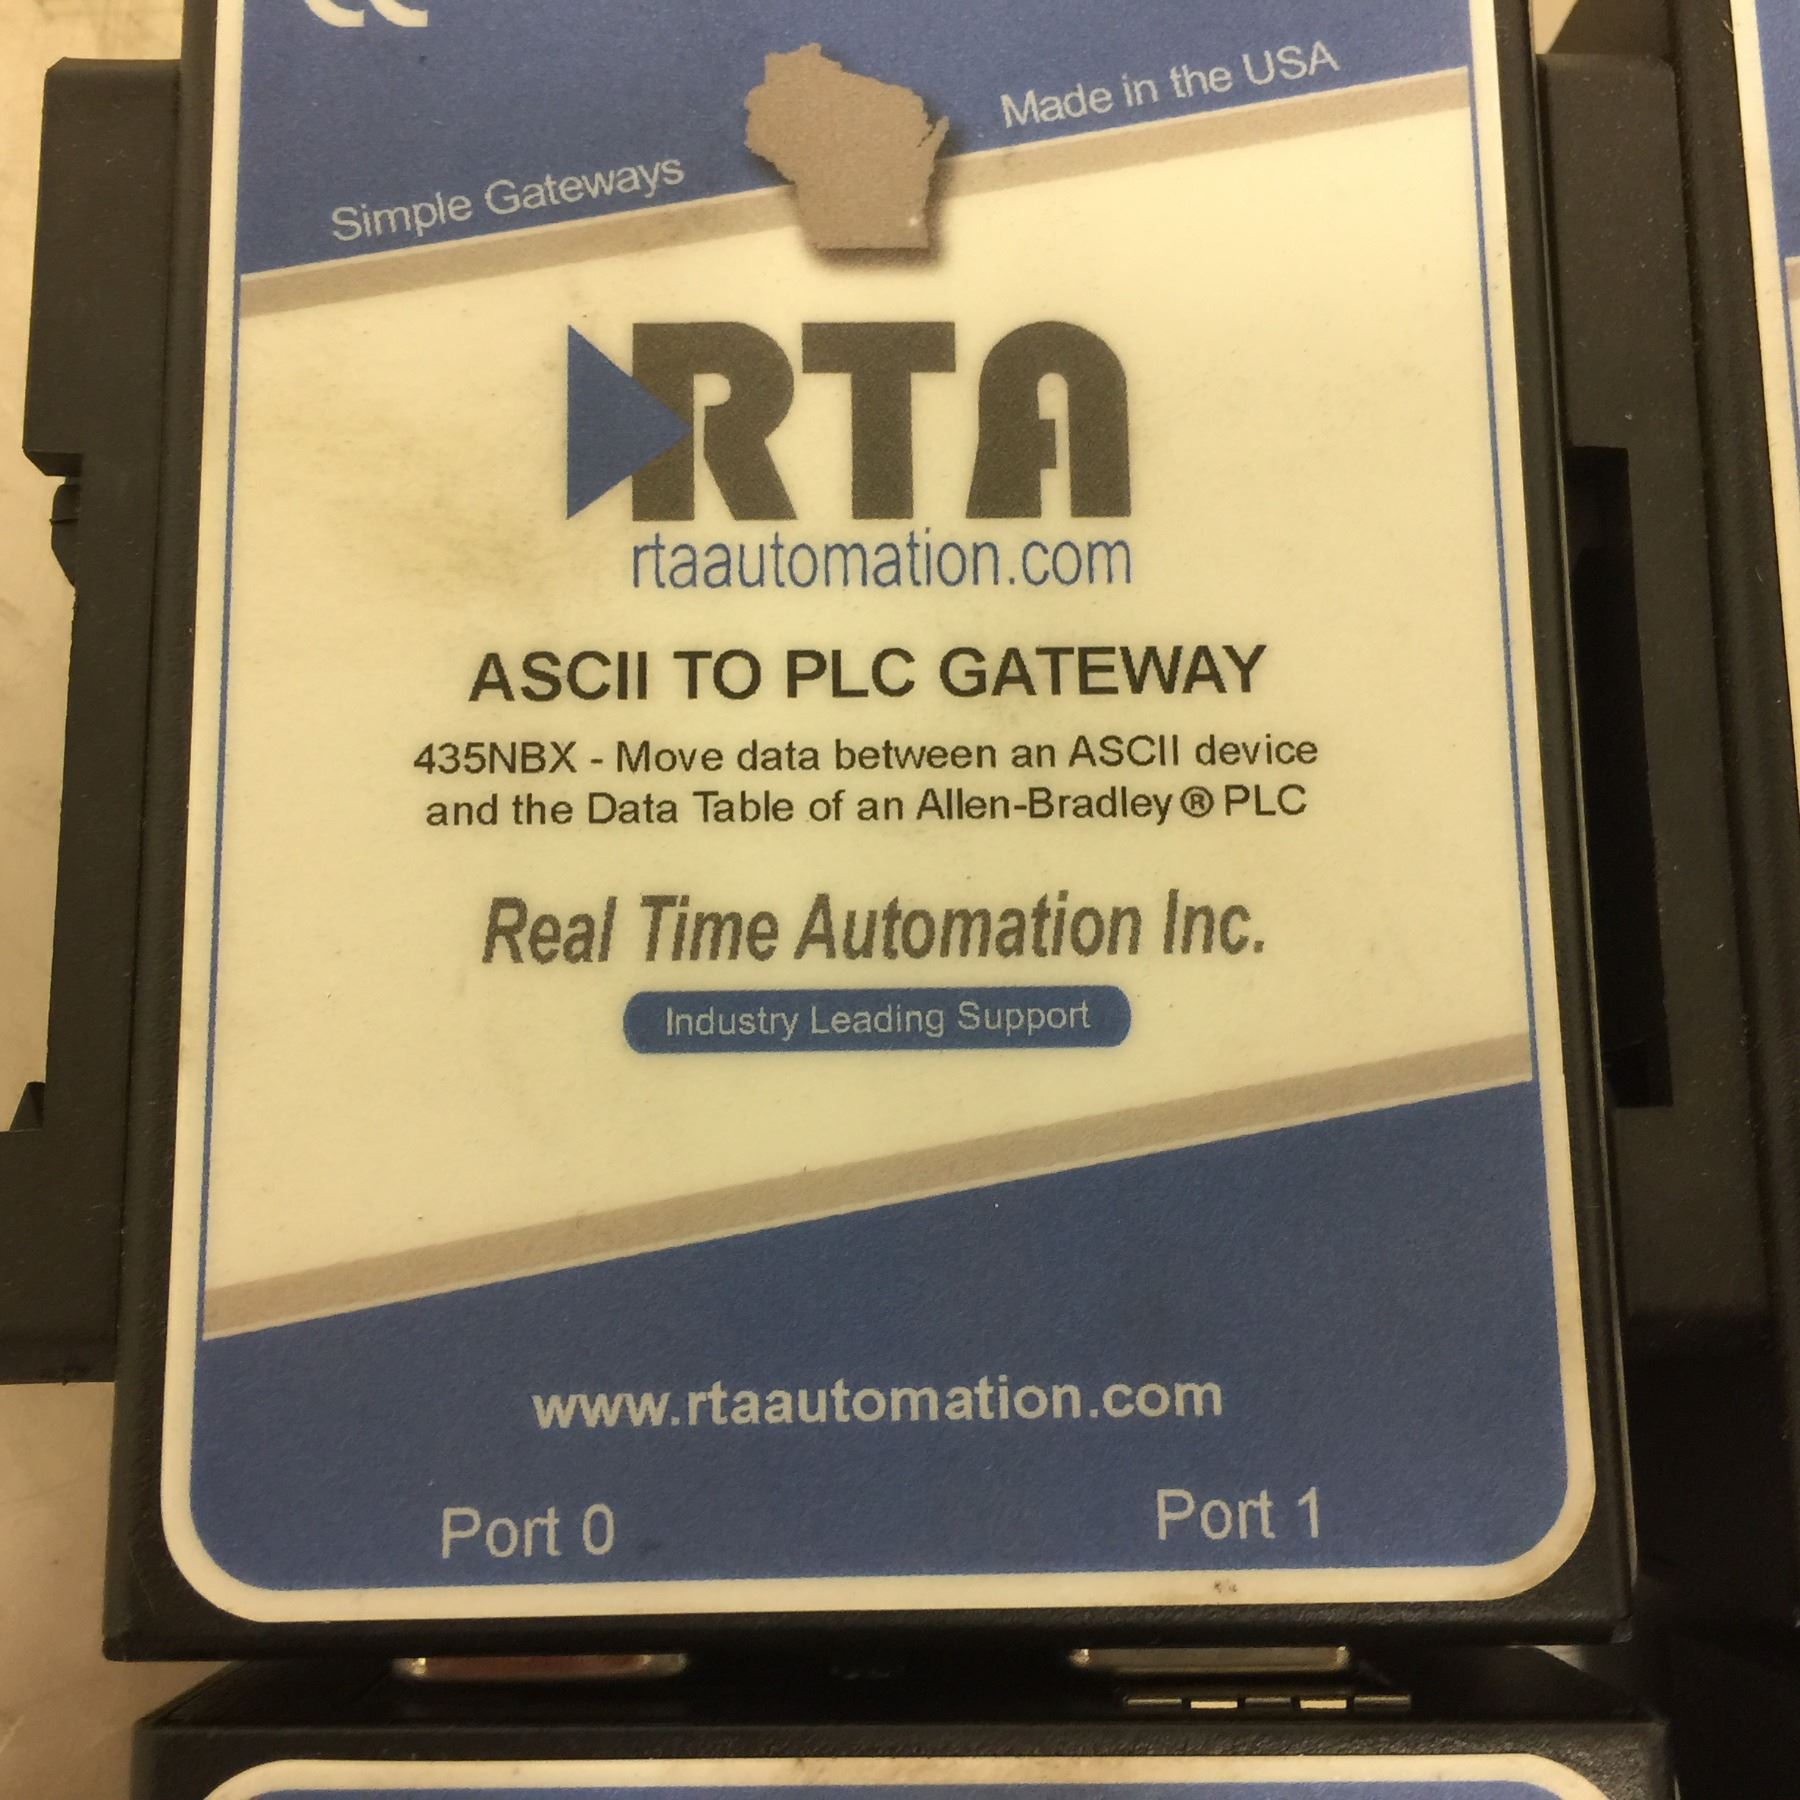 Simple Gateways
Made in the USA
RTA
rtaautomation.com
ASCII TO PLC GATEWAY
435NBX - Move data between an ASCII device
and the Data Table of an Allen-Bradley® PLC
Real Time Automation Inc.
Industry Leading Support
www.rtaautomation.com
Port 0
Port 1